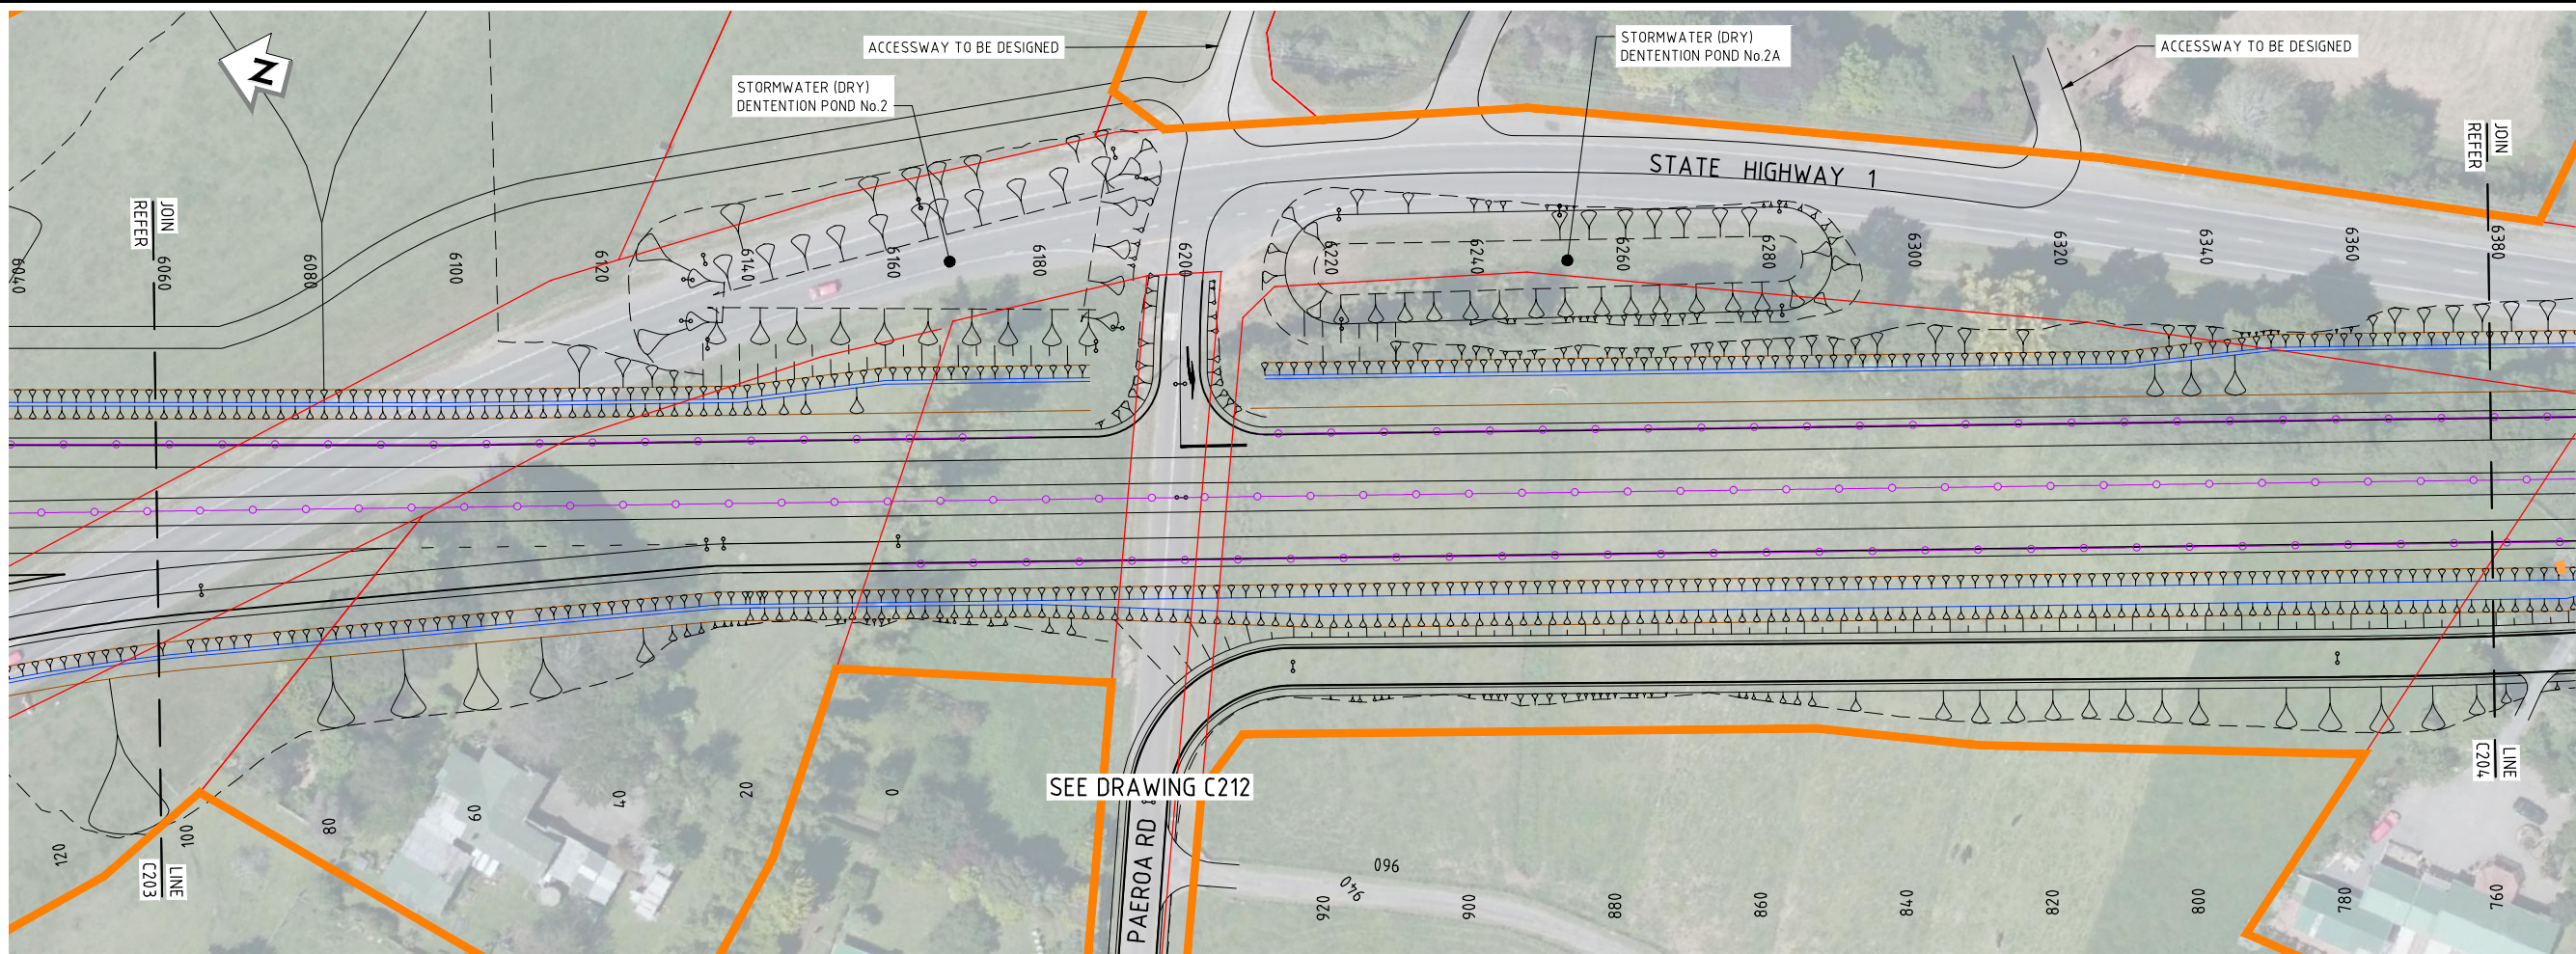 ACCESSWAY TO BE DESIGNED
STORMWATER (DRY)
DENTENTION POND No.2A
ACCESSWAY TO BE DESIGNED
STORMWATER (DRY)
DENTENTION POND No.2
N
STATE HIGHWAY 1
JOIN
REFER
JOIN
REFER
6040
6060
6080
6100
6120
6140
6160
6180
6200
6220
6240
6260
6280
6300
6320
6340
6360
6380
SEE DRAWING C212
PAEROA RD
LINE
C203
LINE
C204
120
100
80
60
40
20
0
960
940
920
900
880
860
840
820
800
780
760